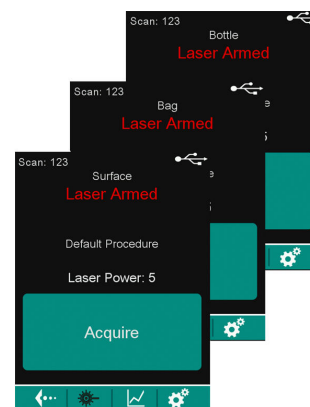 Scan: 123
Bottle
Laser Armed
Scan: 123
Bag
Laser Armed
Scan: 123
Surface
Laser Armed
Default Procedure
Laser Power: 5
Acquire